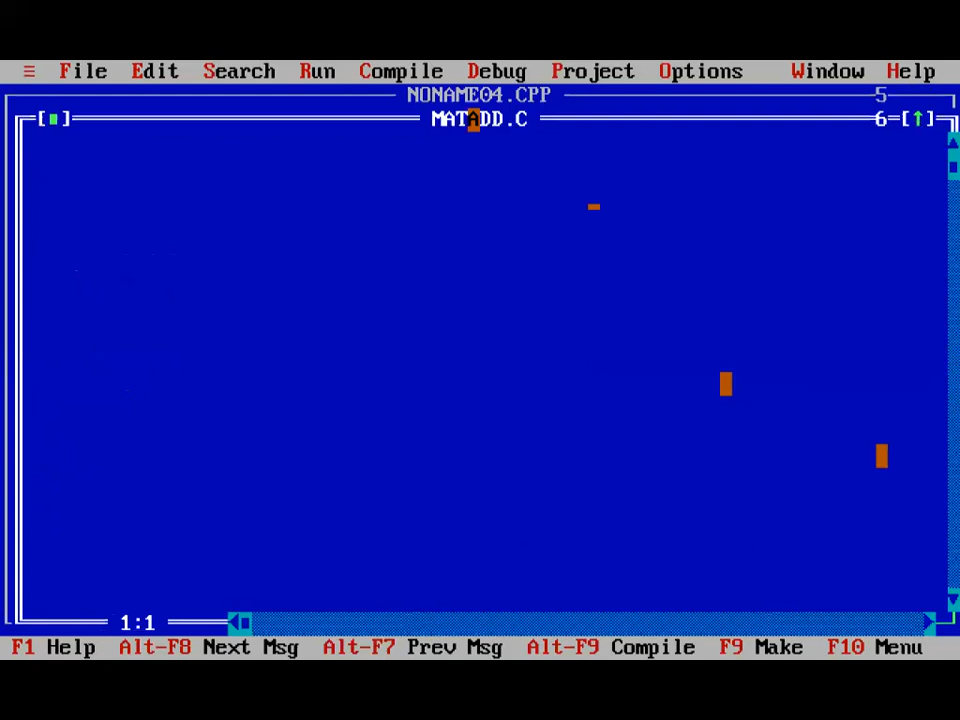 ≡ File Edit Search Run Compile Debug Project Options Window Help
NONAME04.CPP 5
[■] MATADD.C 6=[↑]
1:1
F1 Help Alt-F8 Next Msg Alt-F7 Prev Msg Alt-F9 Compile F9 Make F10 Menu